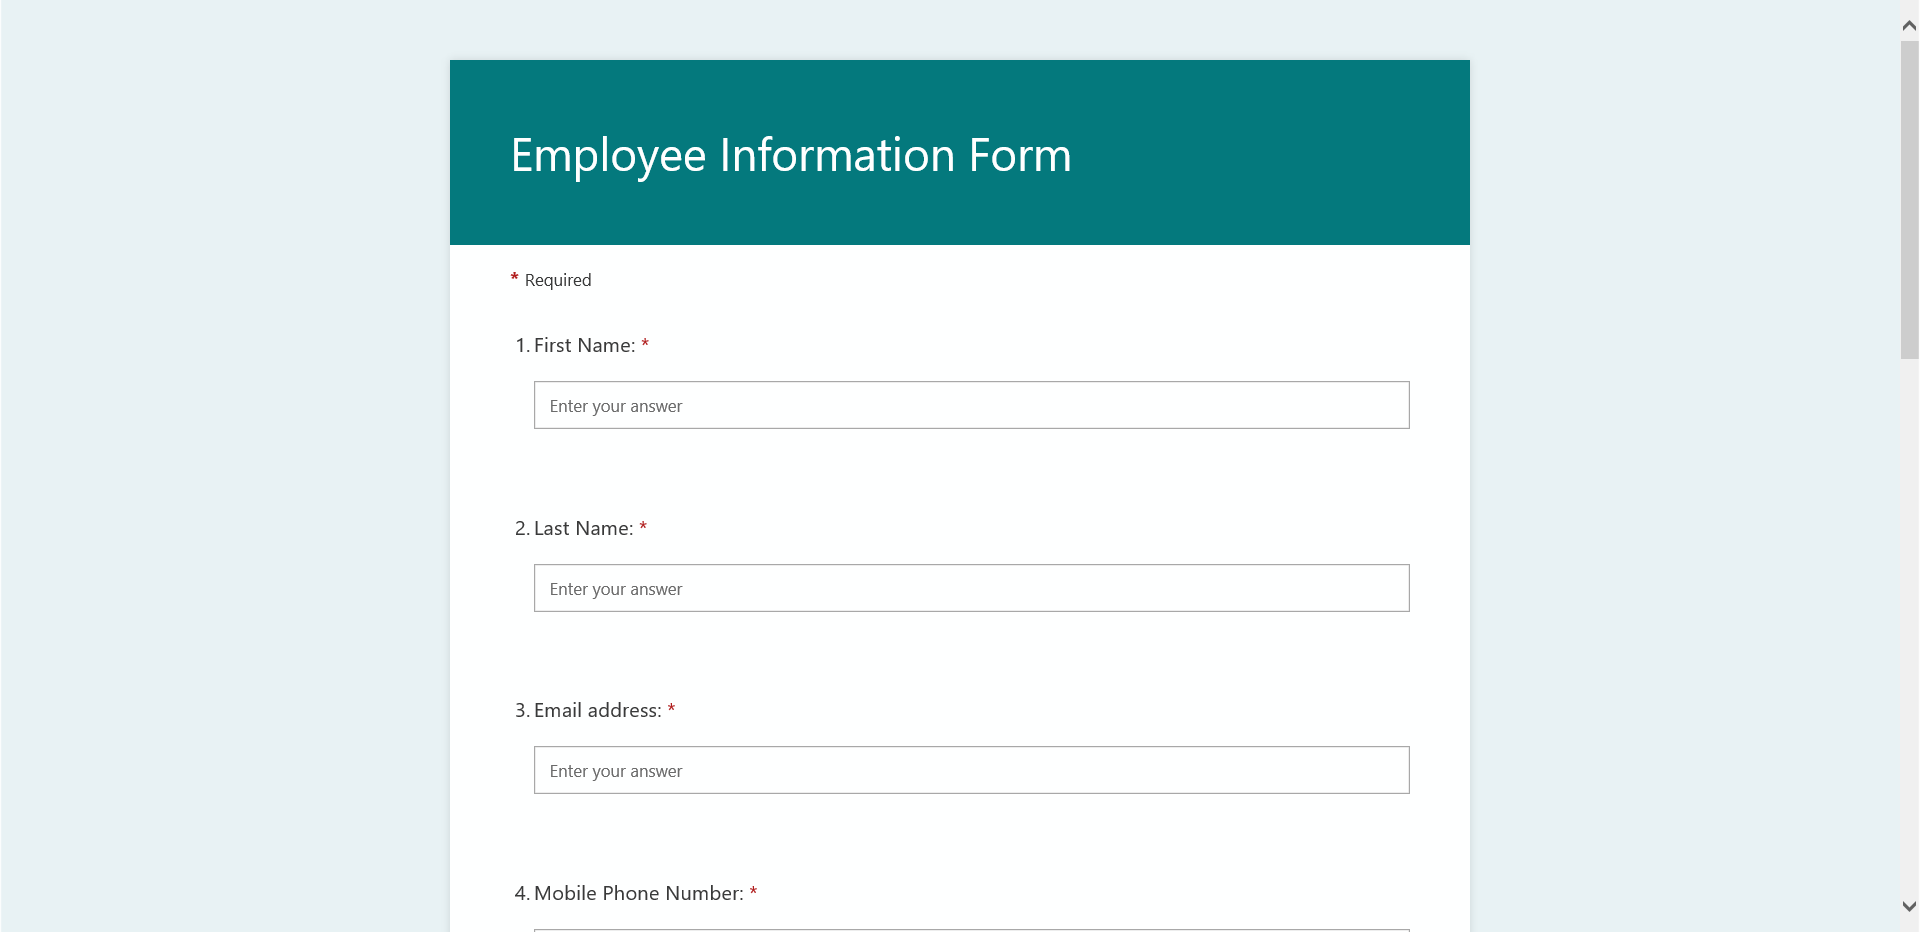 Employee Information Form
* Required
1. First Name: *
Enter your answer
2. Last Name: *
Enter your answer
3. Email address: *
Enter your answer
4. Mobile Phone Number: *